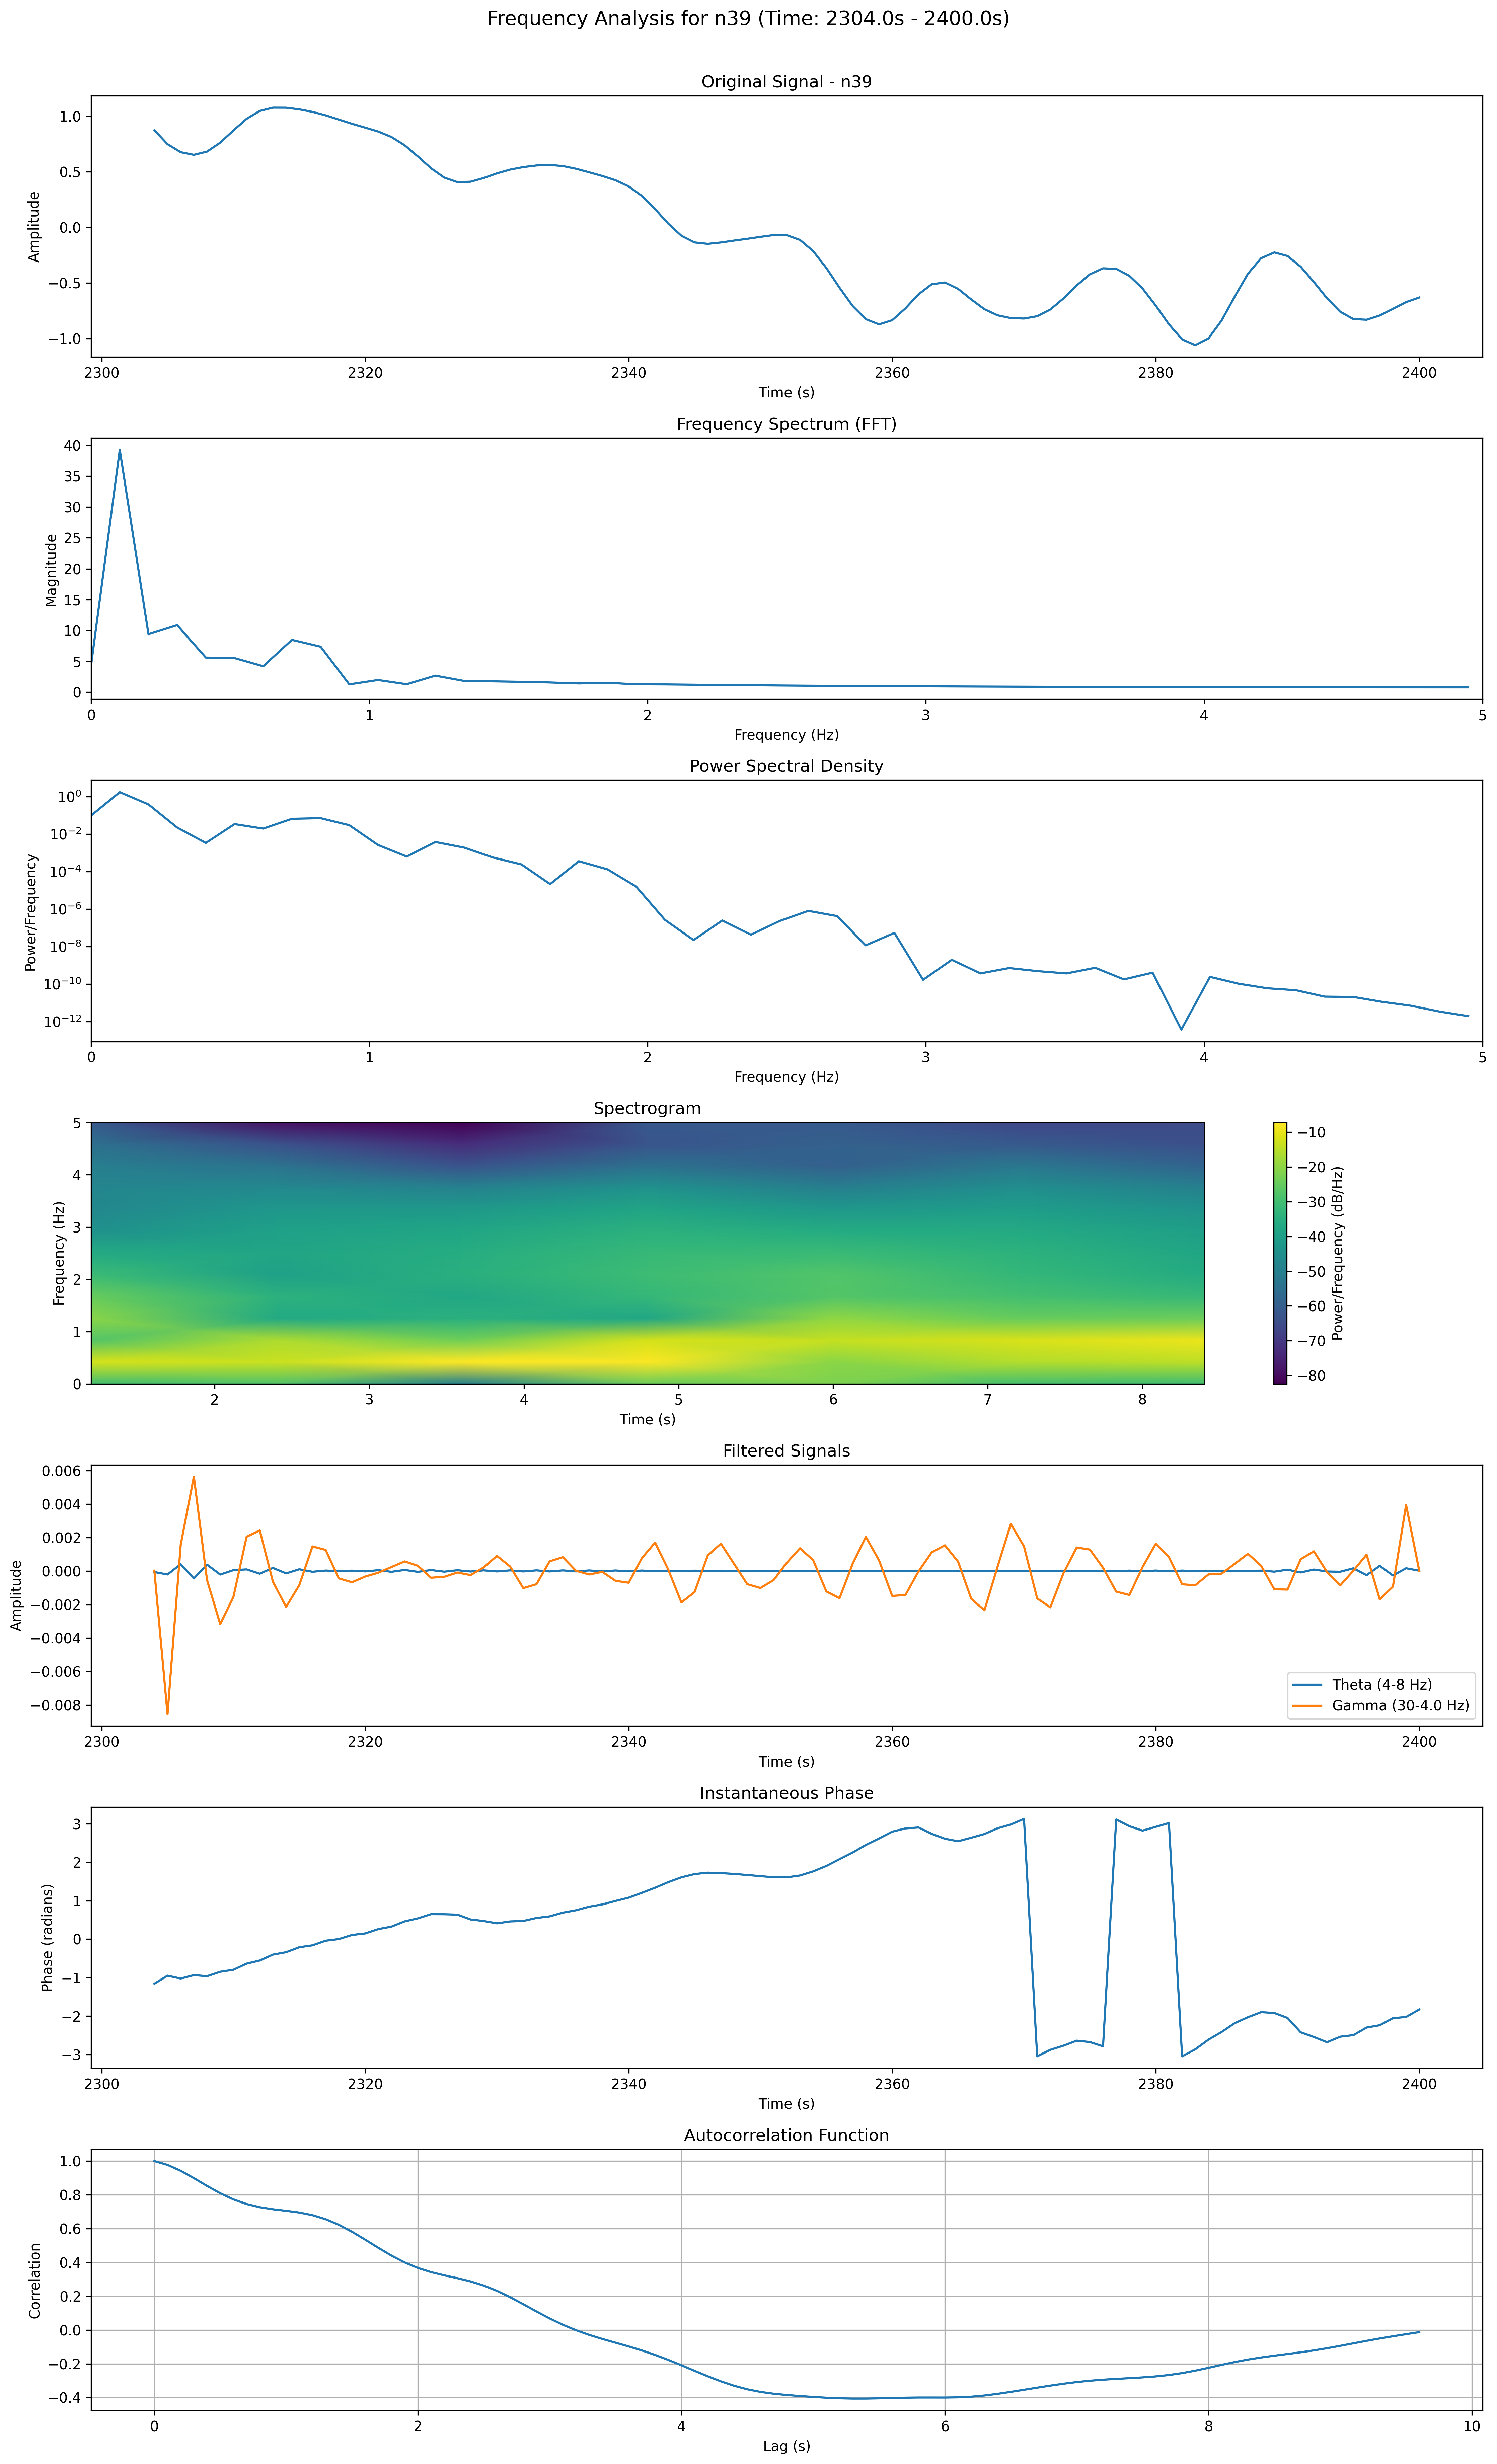 Frequency Analysis for n39 (Time: 2304.0s - 2400.0s)
Original Signal - n39
1.0
0.5
0.0
−0.5
−1.0
Amplitude
2300 2320 2340 2360 2380 2400
Time (s)
Frequency Spectrum (FFT)
40
35
30
25
20
15
10
5
0
Magnitude
0 1 2 3 4 5
Frequency (Hz)
Power Spectral Density
10⁰
10⁻²
10⁻⁴
10⁻⁶
10⁻⁸
10⁻¹⁰
10⁻¹²
Power/Frequency
0 1 2 3 4 5
Frequency (Hz)
Spectrogram
5
4
3
2
1
0
Frequency (Hz)
2 3 4 5 6 7 8
Time (s)
−10
−20
−30
−40
−50
−60
−70
−80
Power/Frequency (dB/Hz)
Filtered Signals
0.006
0.004
0.002
0.000
−0.002
−0.004
−0.006
−0.008
Amplitude
Theta (4-8 Hz)
Gamma (30-4.0 Hz)
2300 2320 2340 2360 2380 2400
Time (s)
Instantaneous Phase
3
2
1
0
−1
−2
−3
Phase (radians)
2300 2320 2340 2360 2380 2400
Time (s)
Autocorrelation Function
1.0
0.8
0.6
0.4
0.2
0.0
−0.2
−0.4
Correlation
0 2 4 6 8 10
Lag (s)